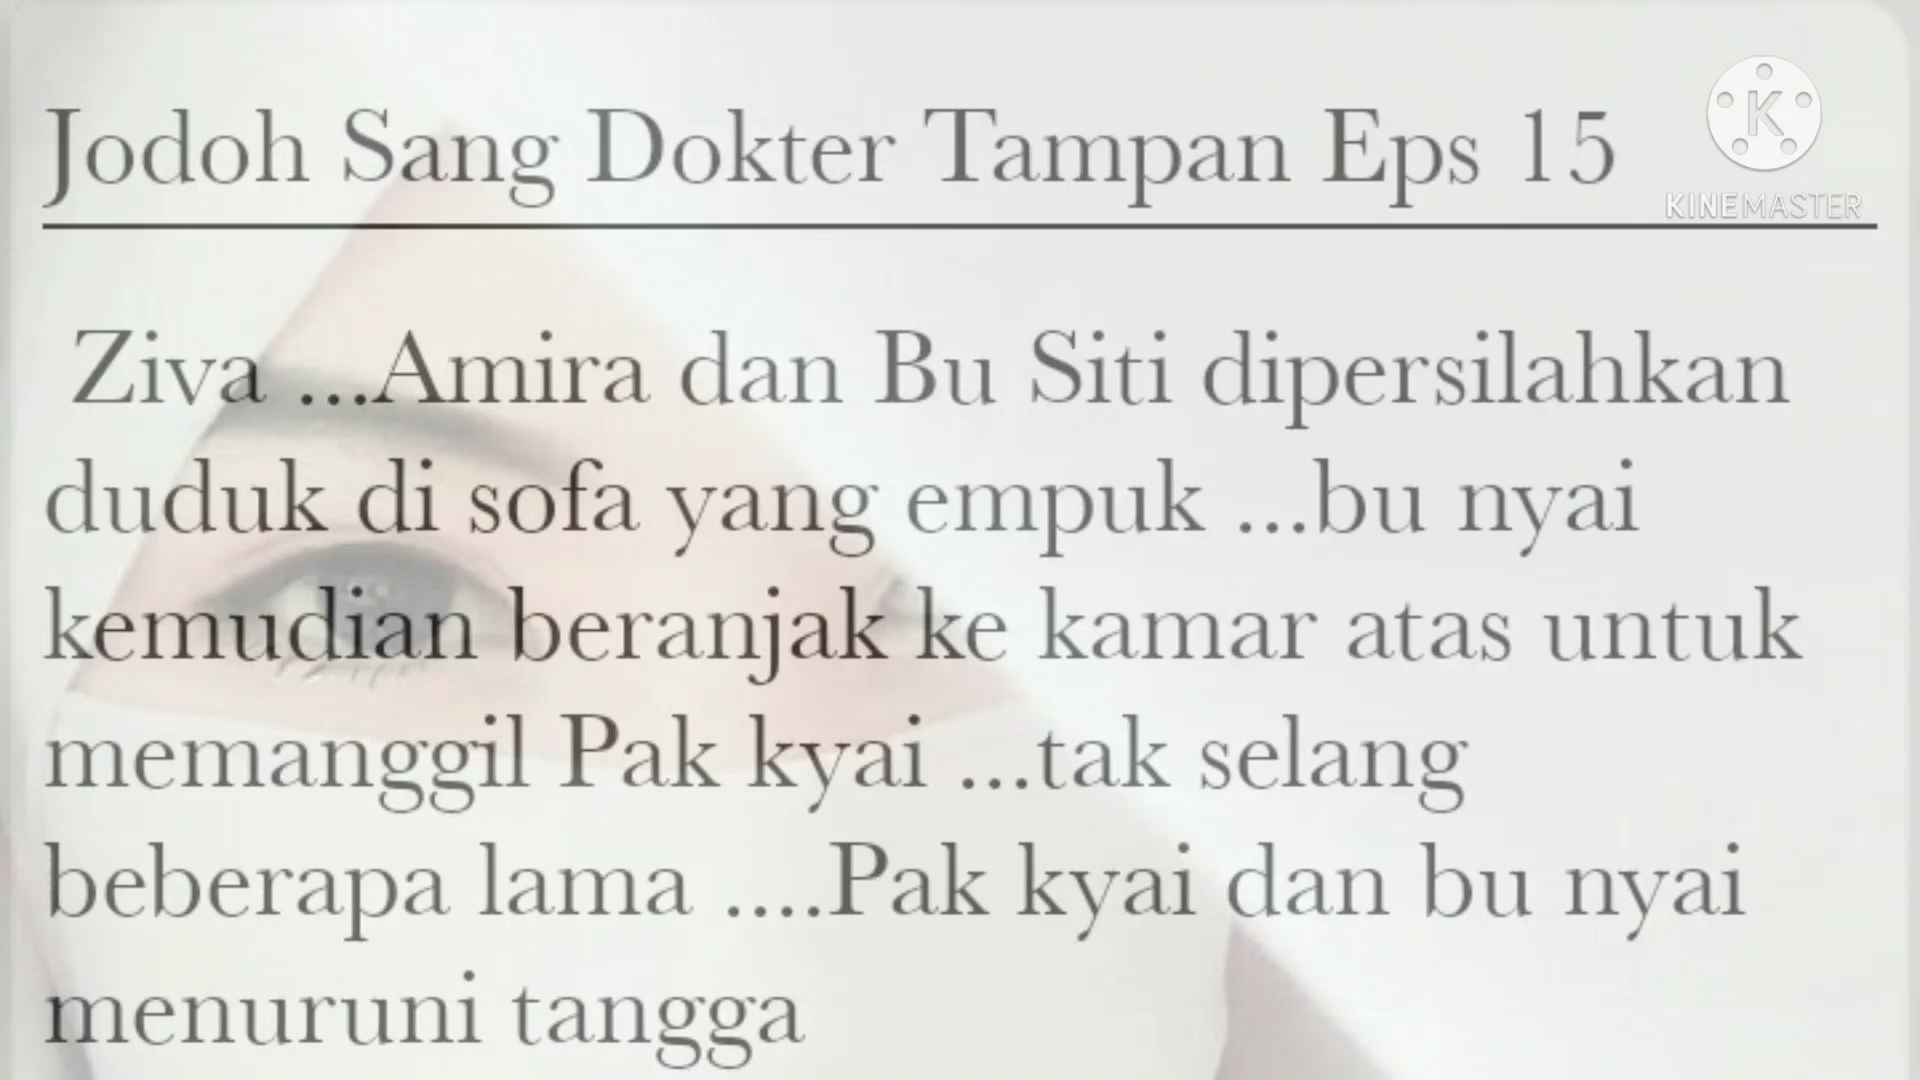 Jodoh Sang Dokter Tampan Eps 15
K
KINEMASTER
Ziva ...Amira dan Bu Siti dipersilahkan
duduk di sofa yang empuk ...bu nyai
kemudian beranjak ke kamar atas untuk
memanggil Pak kyai ...tak selang
beberapa lama ....Pak kyai dan bu nyai
menuruni tangga